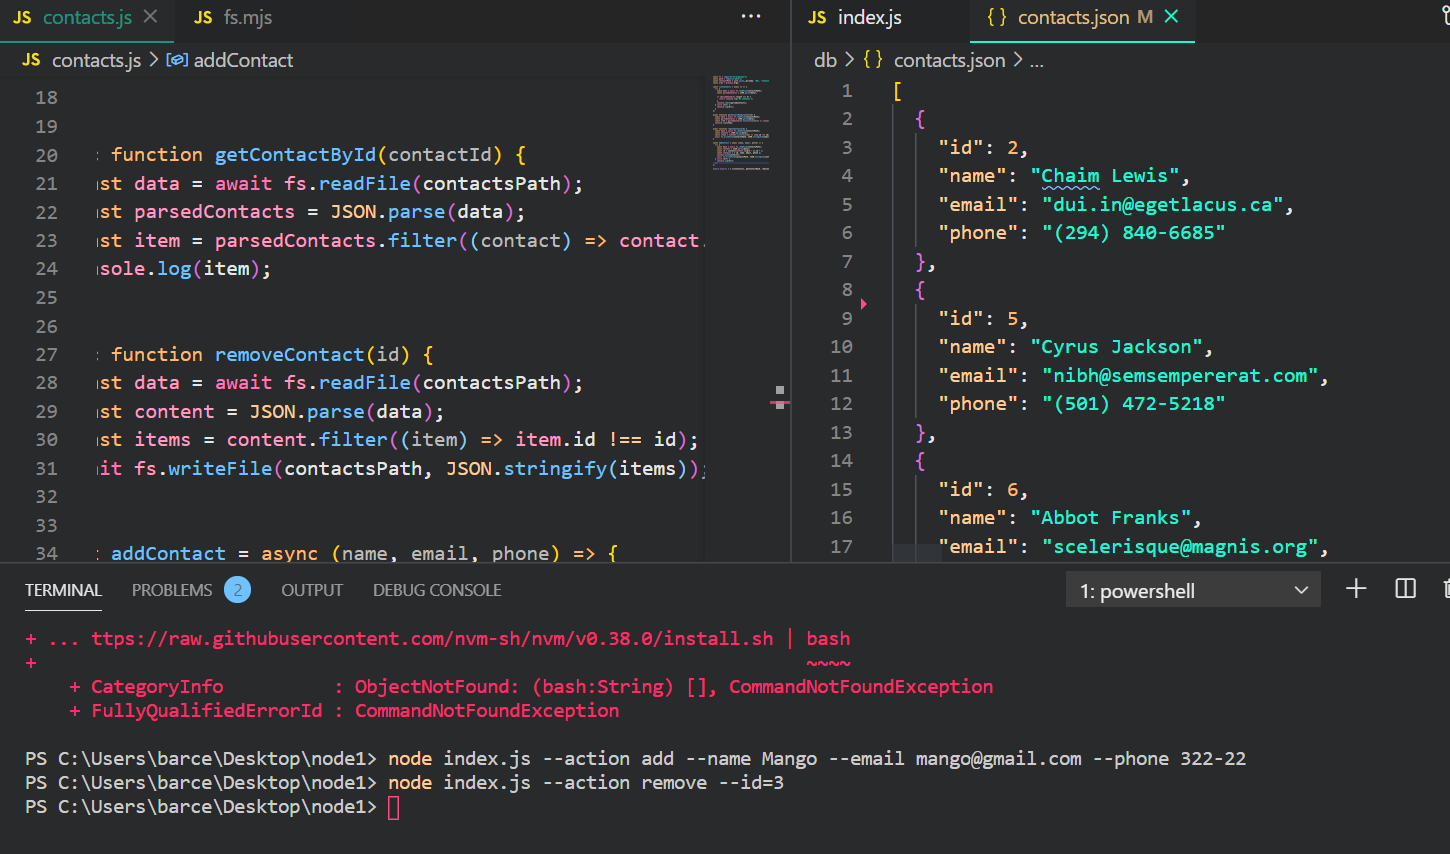 JS contacts.js
JS fs.mjs
JS contacts.js > addContact
18
19
20 : function getContactById(contactId) {
21 nst data = await fs.readFile(contactsPath);
22 nst parsedContacts = JSON.parse(data);
23 nst item = parsedContacts.filter((contact) => contact.
24 nsole.log(item);
25
26
27 : function removeContact(id) {
28 nst data = await fs.readFile(contactsPath);
29 nst content = JSON.parse(data);
30 nst items = content.filter((item) => item.id !== id);
31 ait fs.writeFile(contactsPath, JSON.stringify(items));
32
33
34 addContact = async (name, email, phone) => {
JS index.js
{} contacts.json M
db > {} contacts.json > ...
1 [
2 {
3 "id": 2,
4 "name": "Chaim Lewis",
5 "email": "dui.in@egetlacus.ca",
6 "phone": "(294) 840-6685"
7 },
8 {
9 "id": 5,
10 "name": "Cyrus Jackson",
11 "email": "nibh@semsempererat.com",
12 "phone": "(501) 472-5218"
13 },
14 {
15 "id": 6,
16 "name": "Abbot Franks",
17 "email": "scelerisque@magnis.org",
TERMINAL PROBLEMS 2 OUTPUT DEBUG CONSOLE
1: powershell
+ ... ttps://raw.githubusercontent.com/nvm-sh/nvm/v0.38.0/install.sh | bash
+ ~~~~
+ CategoryInfo : ObjectNotFound: (bash:String) [], CommandNotFoundException
+ FullyQualifiedErrorId : CommandNotFoundException
PS C:\Users\barce\Desktop\node1> node index.js --action add --name Mango --email mango@gmail.com --phone 322-22
PS C:\Users\barce\Desktop\node1> node index.js --action remove --id=3
PS C:\Users\barce\Desktop\node1>